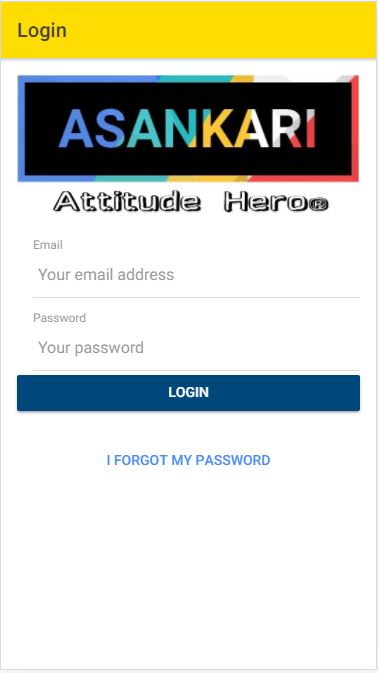 Login
ASANKARI
Attitude Hero®
Email
Your email address
Password
Your password
LOGIN
I FORGOT MY PASSWORD